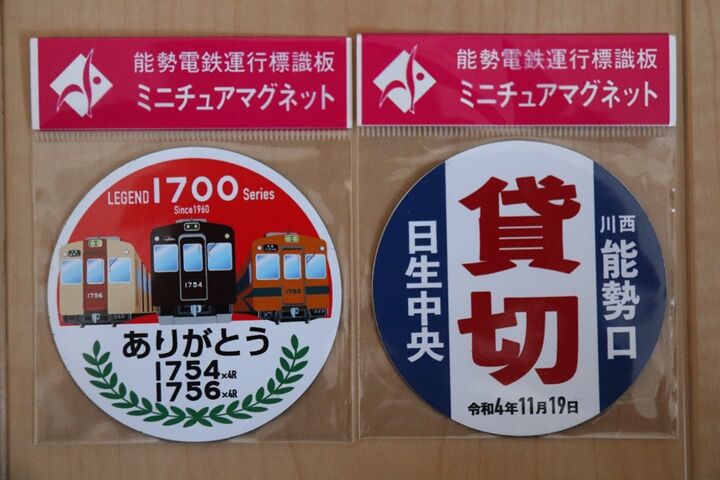 能勢電鉄運行標識板
ミニチュアマグネット
LEGEND 1700 Series
Since1960
1756
1754
1755
ありがとう
1754×4R
1756×4R
能勢電鉄運行標識板
ミニチュアマグネット
貸切
川西
能勢口
日生中央
令和4年11月19日